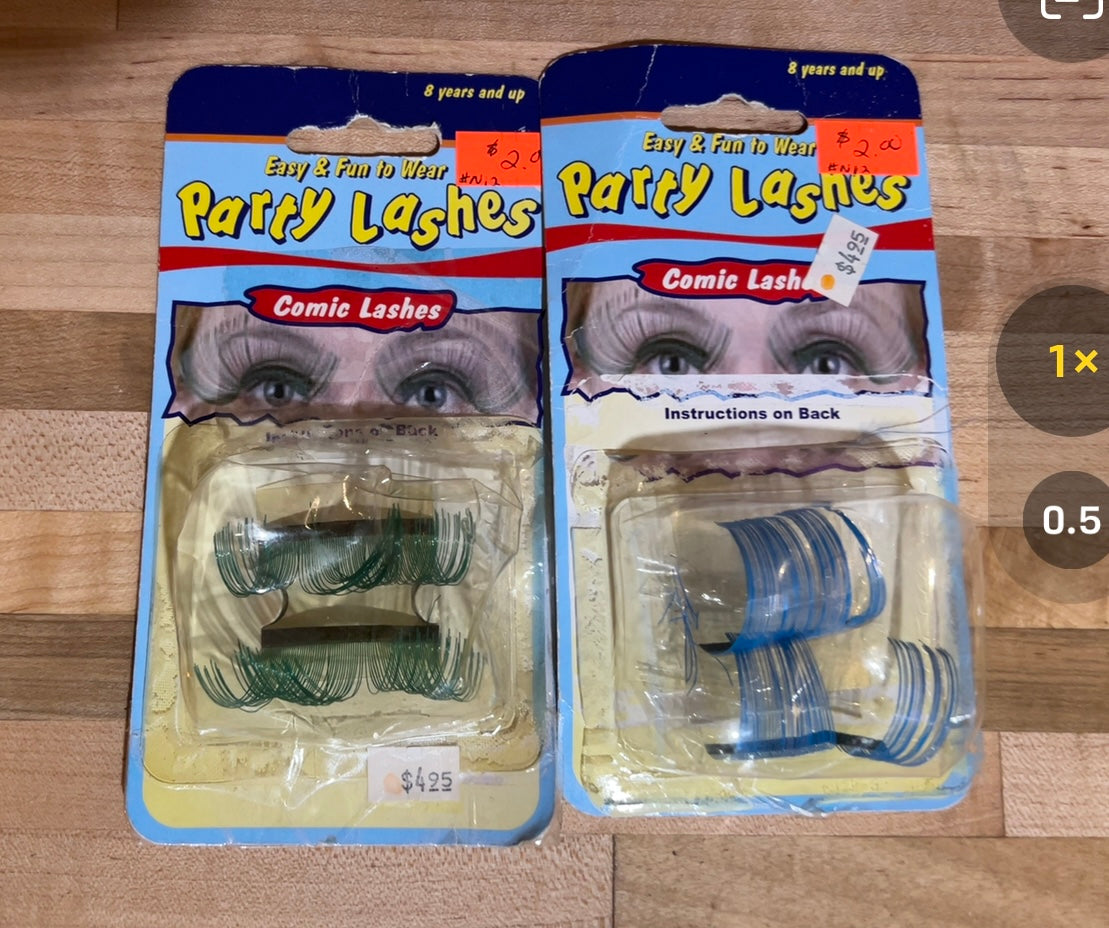 8 years and up
$ 2.0
#N12
Easy & Fun to Wear
Party Lashes
Comic Lashes
Back
$4.95
8 years and up
$ 2.00
#N12
Easy & Fun to Wear
Party Lashes
$4.95
Comic Lashe
Instructions on Back
1×
0.5